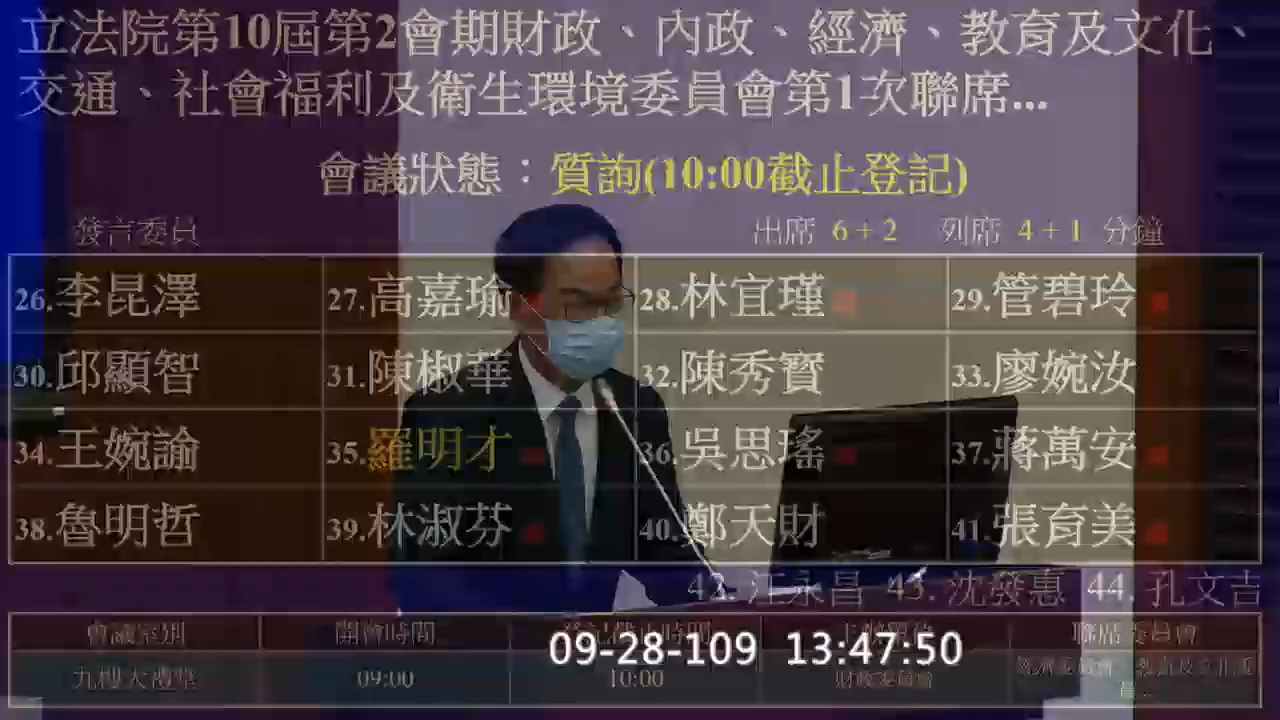 立法院第10屆第2會期財政、內政、經濟、教育及文化、
交通、社會福利及衛生環境委員會第1次聯席...
會議狀態：質詢(10:00截止登記)
發言委員 出席 6+2 列席 4+1 分鐘
26.李昆澤 27.高嘉瑜 28.林宜瑾 29.管碧玲
30.邱顯智 31.陳椒華 32.陳秀寳 33.廖婉汝
34.王婉諭 35.羅明才 36.吳思瑤 37.蔣萬安
38.魯明哲 39.林淑芬 40.鄭天財 41.張育美
42.江永昌 43.沈發惠 44.孔文吉
會議室別 開會時間 聯席委員會
09-28-109 13:47:50
九樓大禮堂 09:00 10:00 財政委員會